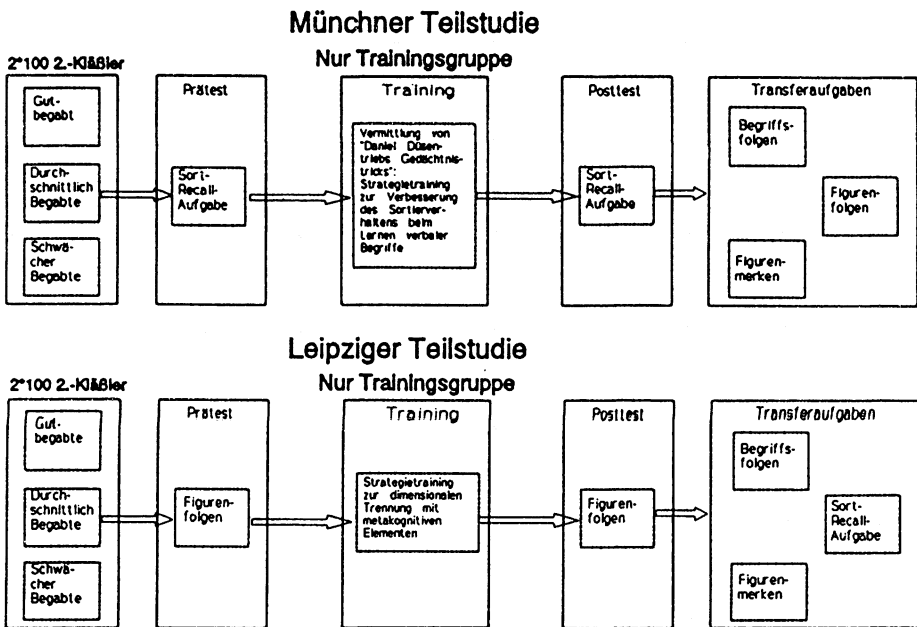 Münchner Teilstudie
2*100 2.-Kläßler
Nur Trainingsgruppe
Gut-
begabt
Durch-
schnittlich
Begabte
Schwä-
cher
Begabte
Prätest
Sort-
Recall-
Aufgabe
Training
Vermittlung von
"Daniel Düsen-
triebs Gedächtnis-
tricks":
Strategietraining
zur Verbesserung
des Sortierver-
haltens beim
Lernen verbaler
Begriffe
Posttest
Sort-
Recall-
Aufgabe
Transferaufgaben
Begriffs-
folgen
Figuren-
folgen
Figuren-
merken
Leipziger Teilstudie
2*100 2.-Kläßler
Nur Trainingsgruppe
Gut-
begabte
Durch-
schnittlich
Begabte
Schwä-
cher
Begabte
Prätest
Figuren-
folgen
Training
Strategietraining
zur dimensionalen
Trennung mit
metakognitiven
Elementen
Posttest
Figuren-
folgen
Transferaufgaben
Begriffs-
folgen
Sort-
Recall-
Aufgabe
Figuren-
merken